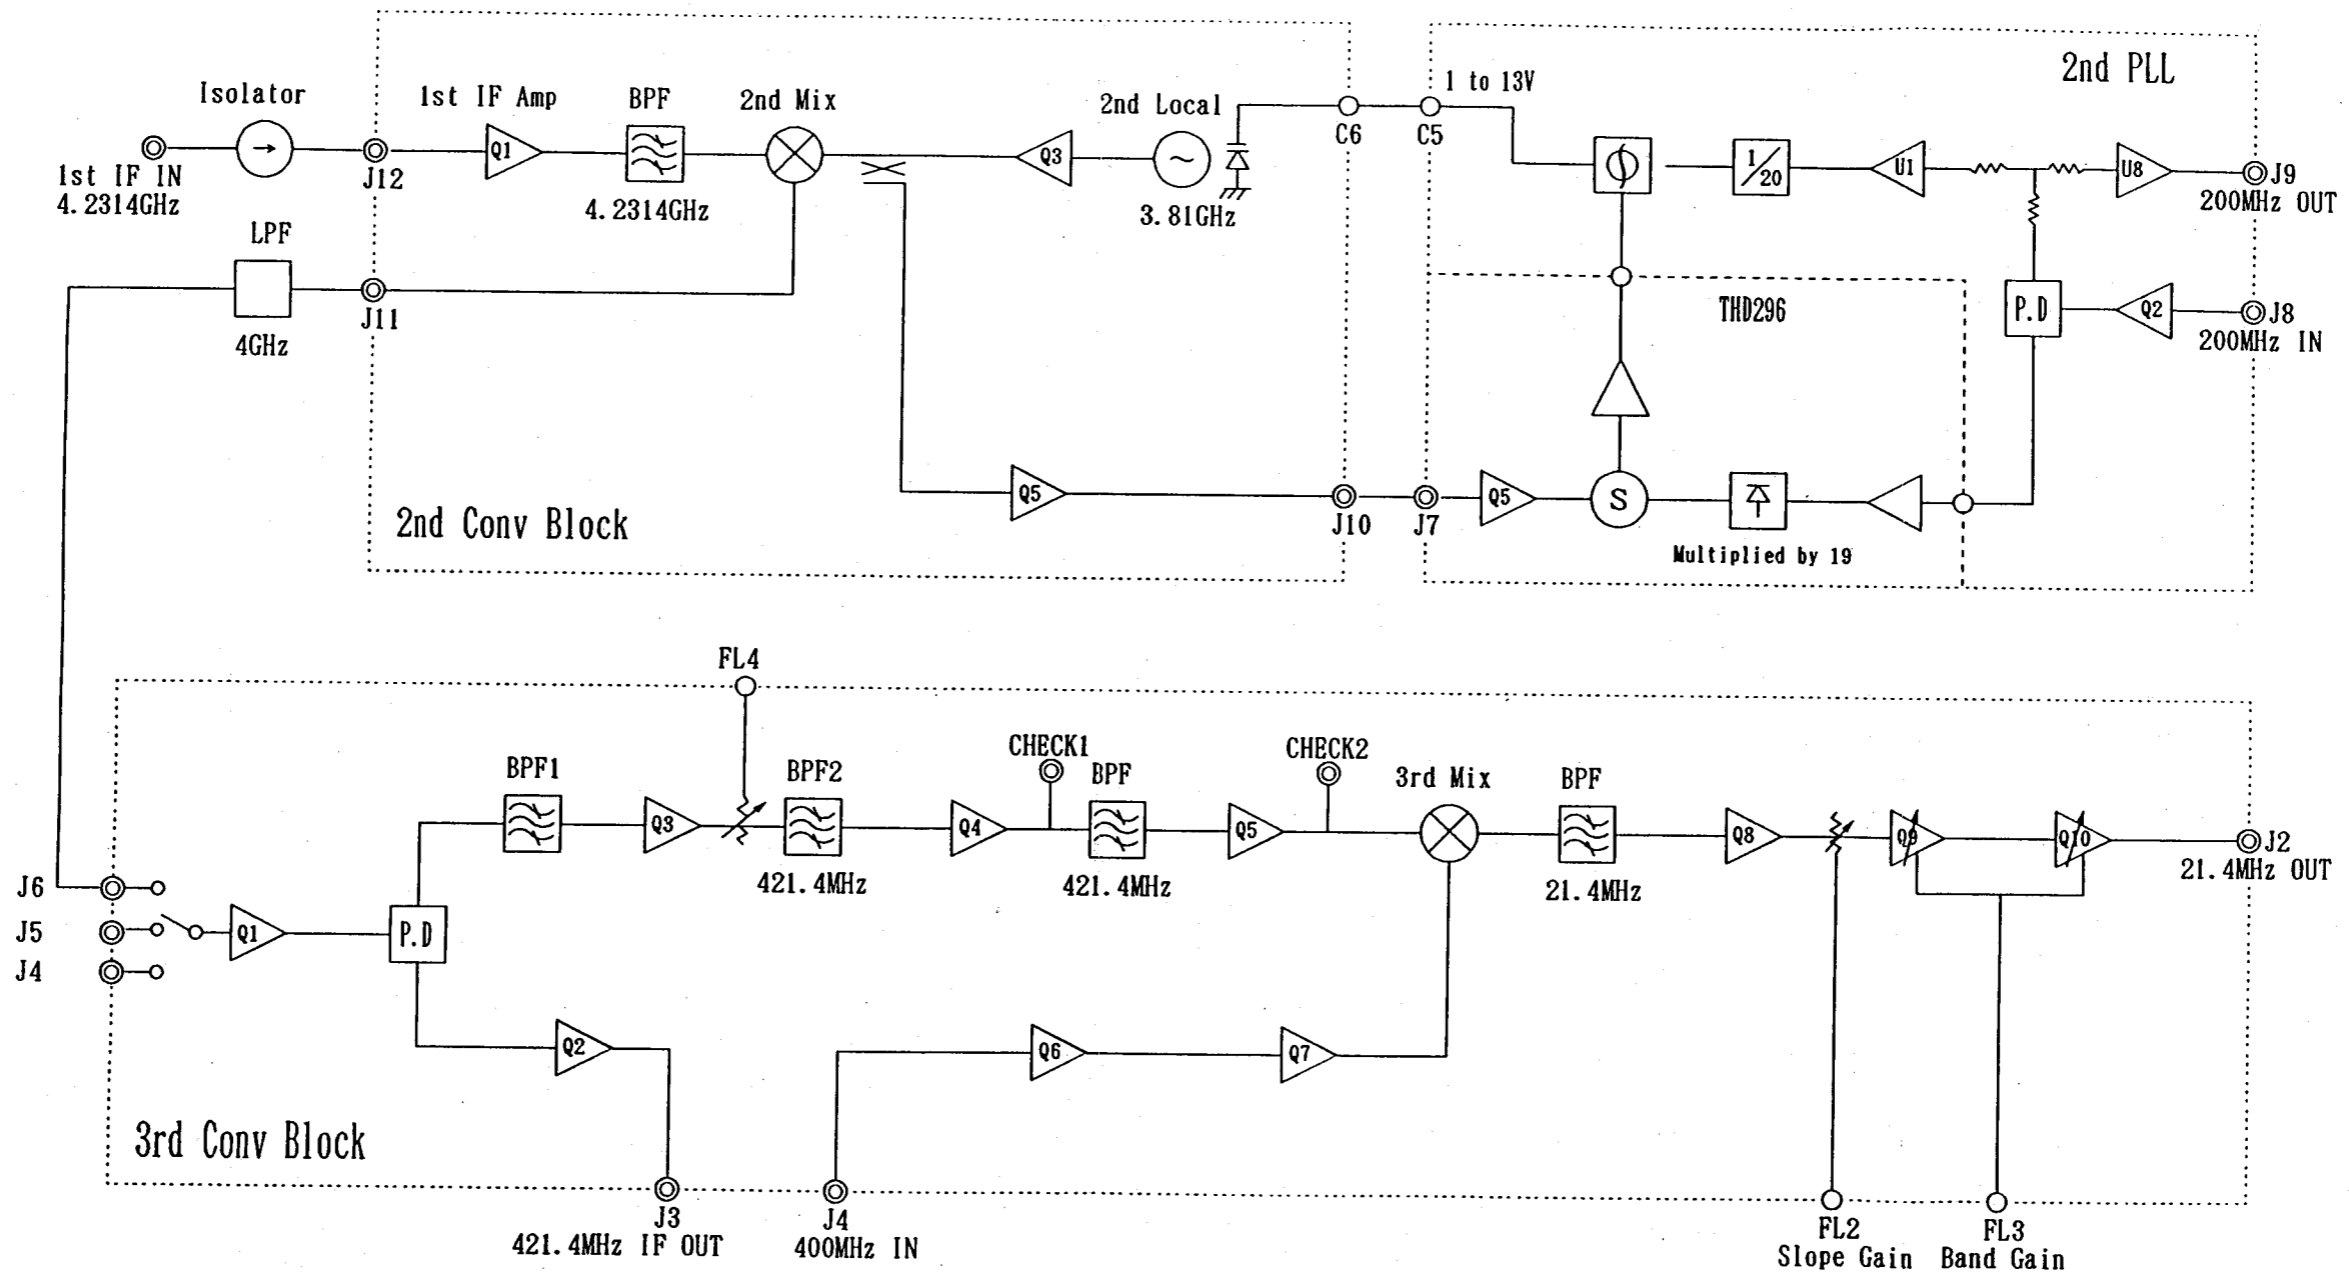 2nd PLL
1 to 13V
Isolator
1st IF Amp
BPF
2nd Mix
2nd Local
C6
C5
Q1
Q3
~
1
20
U1
U8
J9
200MHz OUT
J12
1st IF IN
4.2314GHz
4.2314GHz
3.81GHz
LPF
J11
4GHz
THD296
P.D
Q2
J8
200MHz IN
Q5
J10
J7
Q5
S
Multiplied by 19
2nd Conv Block
FL4
BPF1
BPF2
CHECK1
BPF
CHECK2
3rd Mix
BPF
Q3
Q4
Q5
Q8
Q9
Q10
J2
21.4MHz OUT
421.4MHz
421.4MHz
21.4MHz
J6
J5
J4
Q1
P.D
Q2
Q6
Q7
3rd Conv Block
J3
421.4MHz IF OUT
J4
400MHz IN
FL2
Slope Gain
FL3
Band Gain